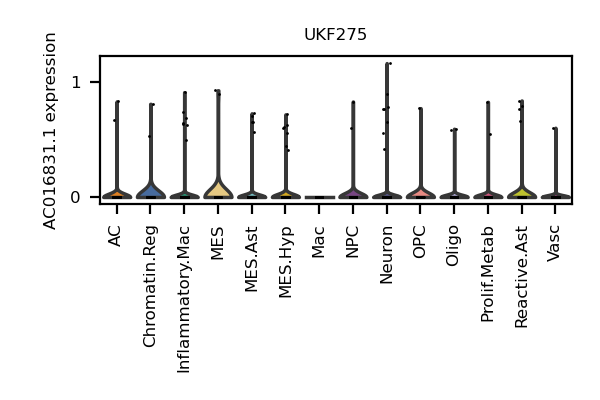 UKF275
AC016831.1 expression
1
0
AC
Chromatin.Reg
Inflammatory.Mac
MES
MES.Ast
MES.Hyp
Mac
NPC
Neuron
OPC
Oligo
Prolif.Metab
Reactive.Ast
Vasc